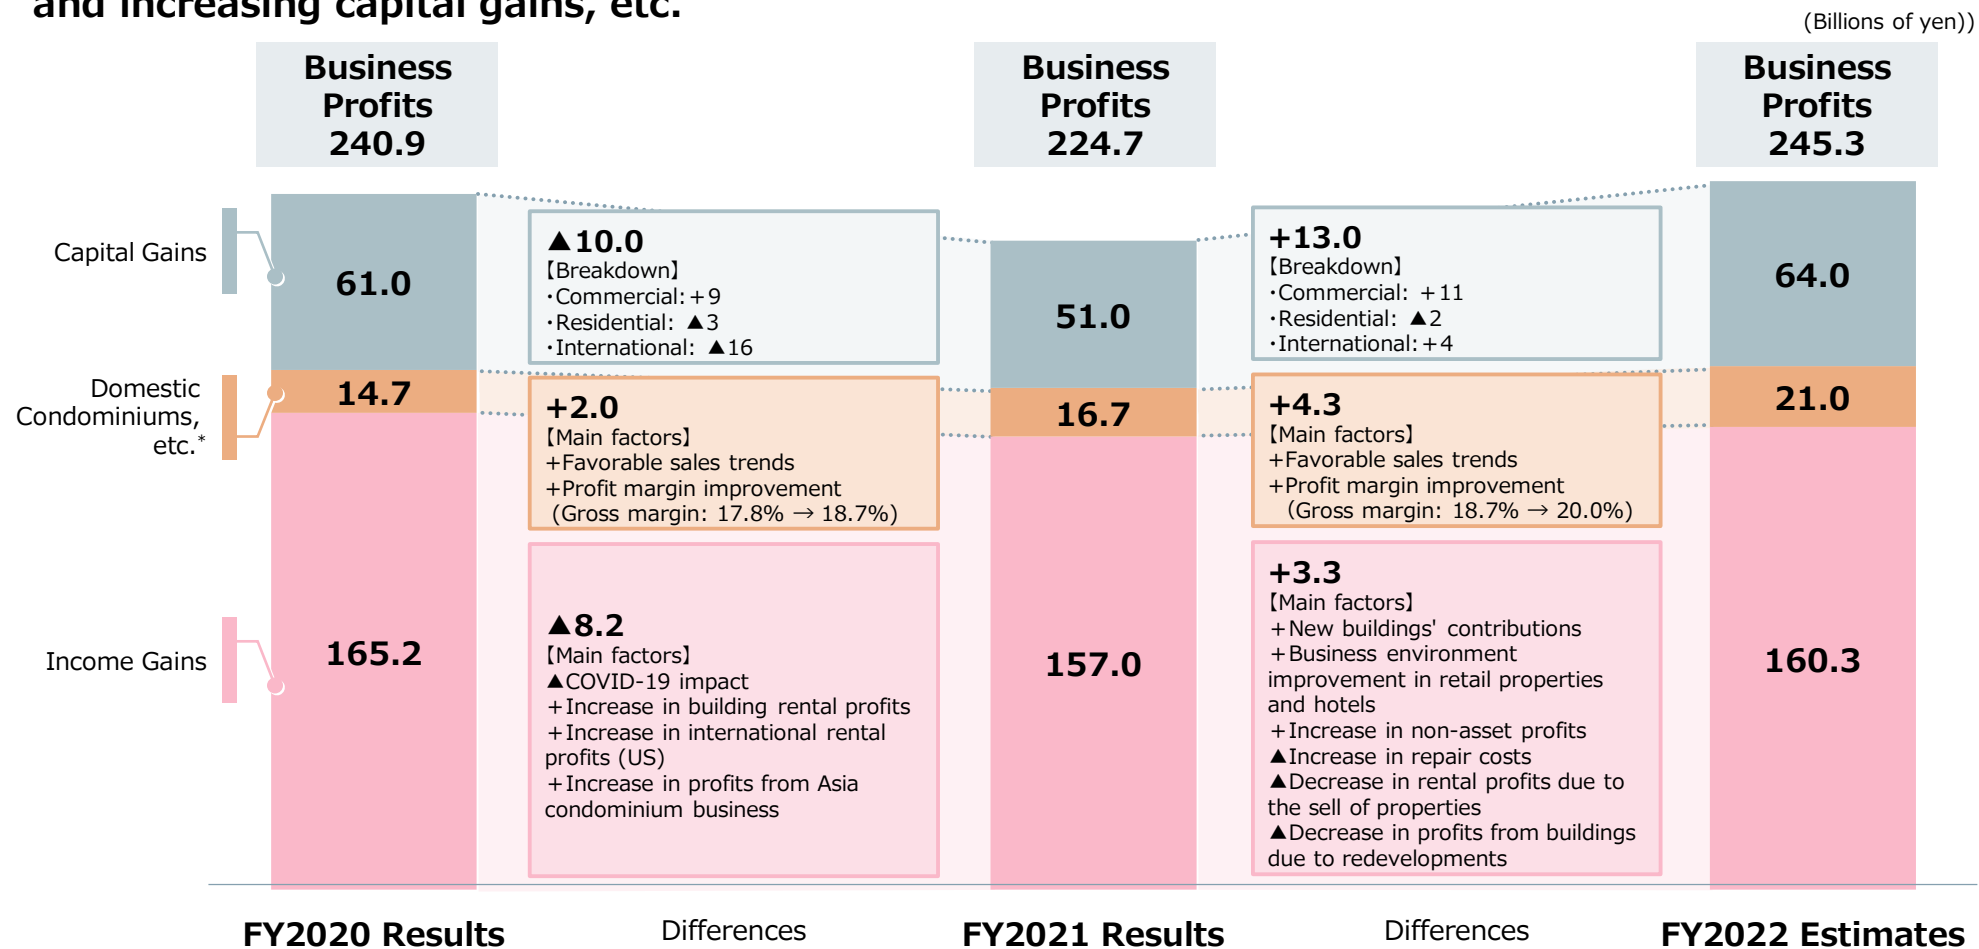 and increasing capital gains, etc.
(Billions of yen))
Business
Profits
240.9
Business
Profits
224.7
Business
Profits
245.3
Capital Gains
61.0
▲10.0
【Breakdown】
・Commercial:+9
・Residential: ▲3
・International: ▲16
51.0
+13.0
【Breakdown】
・Commercial: +11
・Residential: ▲2
・International:+4
64.0
Domestic
Condominiums,
etc.*
14.7
+2.0
【Main factors】
+Favorable sales trends
+Profit margin improvement
(Gross margin: 17.8% → 18.7%)
16.7
+4.3
【Main factors】
+Favorable sales trends
+Profit margin improvement
(Gross margin: 18.7% → 20.0%)
21.0
Income Gains
165.2
▲8.2
【Main factors】
▲COVID-19 impact
+Increase in building rental profits
+Increase in international rental
profits (US)
+Increase in profits from Asia
condominium business
157.0
+3.3
【Main factors】
+New buildings' contributions
+Business environment
improvement in retail properties
and hotels
+Increase in non-asset profits
▲Increase in repair costs
▲Decrease in rental profits due to
the sell of properties
▲Decrease in profits from buildings
due to redevelopments
160.3
FY2020 Results
Differences
FY2021 Results
Differences
FY2022 Estimates